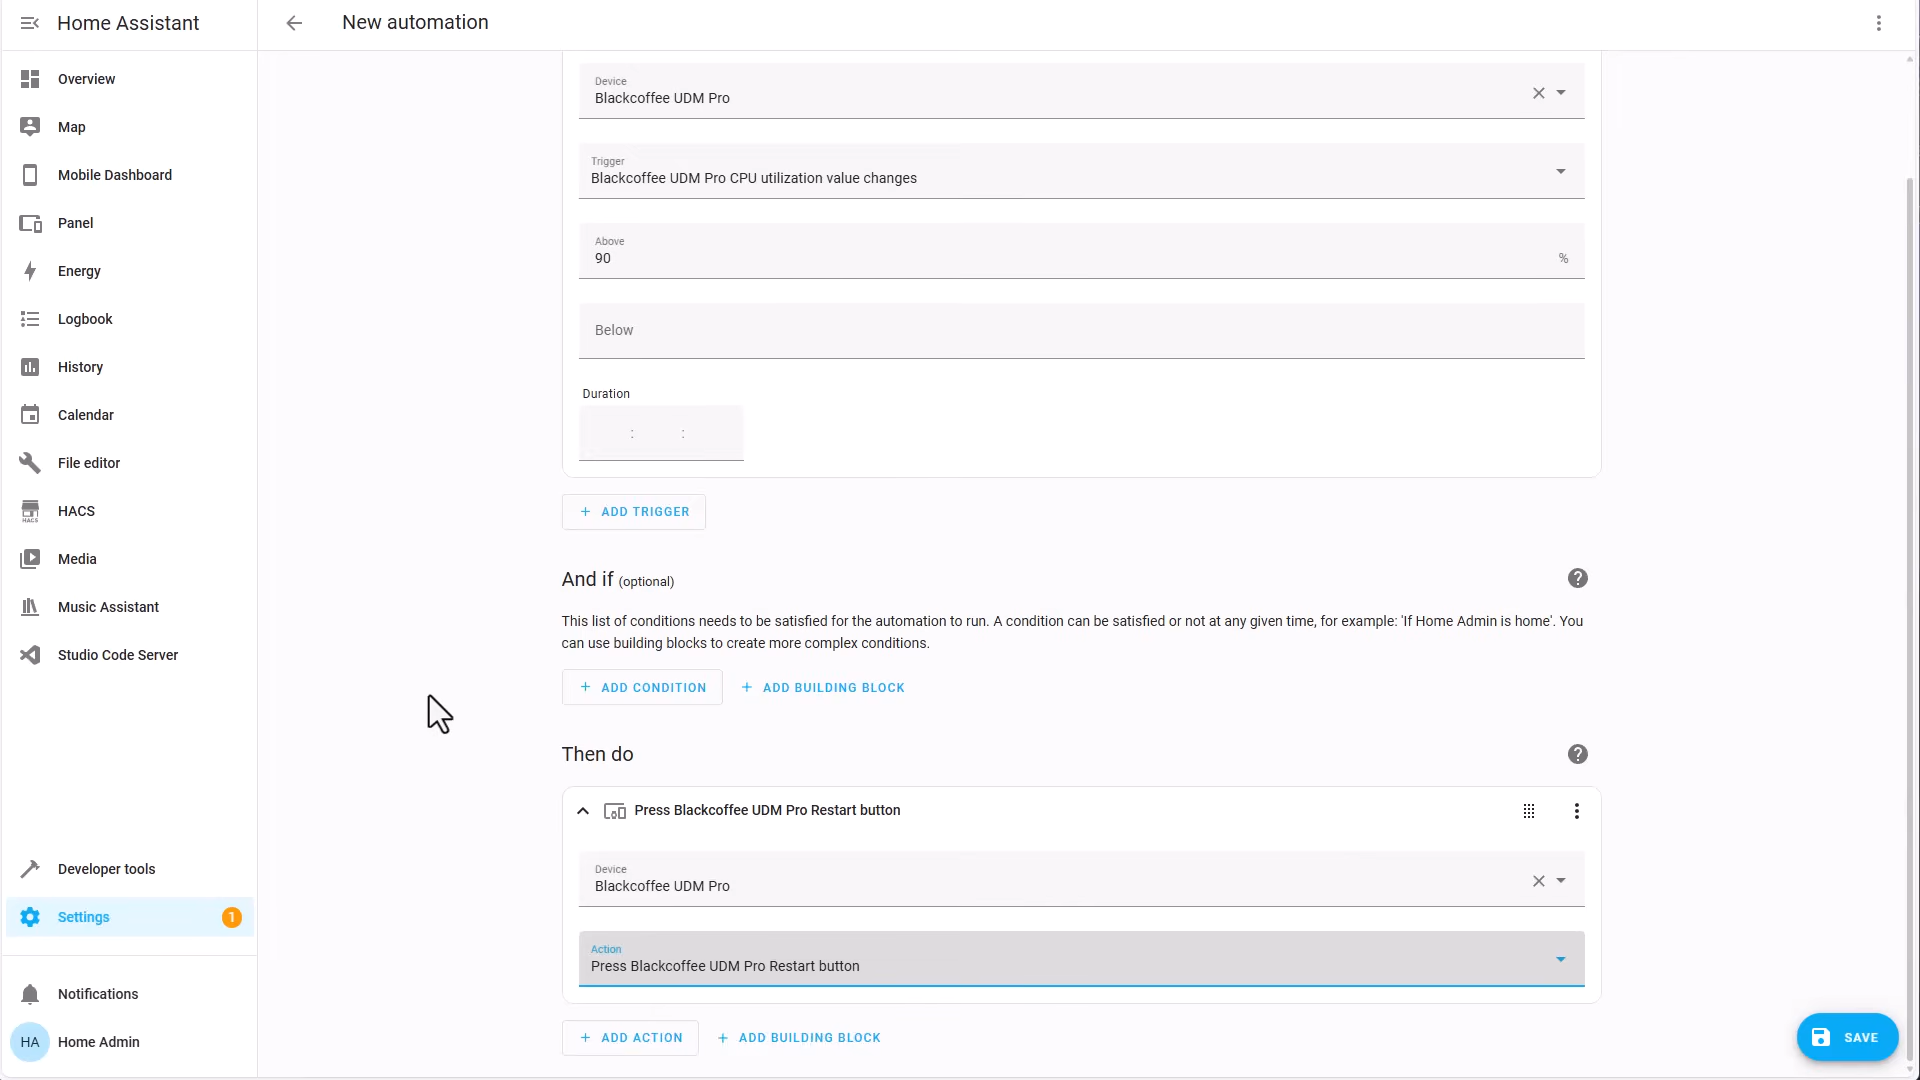 Home Assistant
New automation
Overview
Map
Mobile Dashboard
Panel
Energy
Logbook
History
Calendar
File editor
HACS
HACS
Media
Music Assistant
Studio Code Server
Developer tools
Settings
1
Notifications
HA
Home Admin
Device
Blackcoffee UDM Pro
Trigger
Blackcoffee UDM Pro CPU utilization value changes
Above
90
%
Below
Duration
: :
+ ADD TRIGGER
And if (optional)
This list of conditions needs to be satisfied for the automation to run. A condition can be satisfied or not at any given time, for example: 'If Home Admin is home'. You
can use building blocks to create more complex conditions.
+ ADD CONDITION
+ ADD BUILDING BLOCK
Then do
Press Blackcoffee UDM Pro Restart button
Device
Blackcoffee UDM Pro
Action
Press Blackcoffee UDM Pro Restart button
+ ADD ACTION
+ ADD BUILDING BLOCK
SAVE